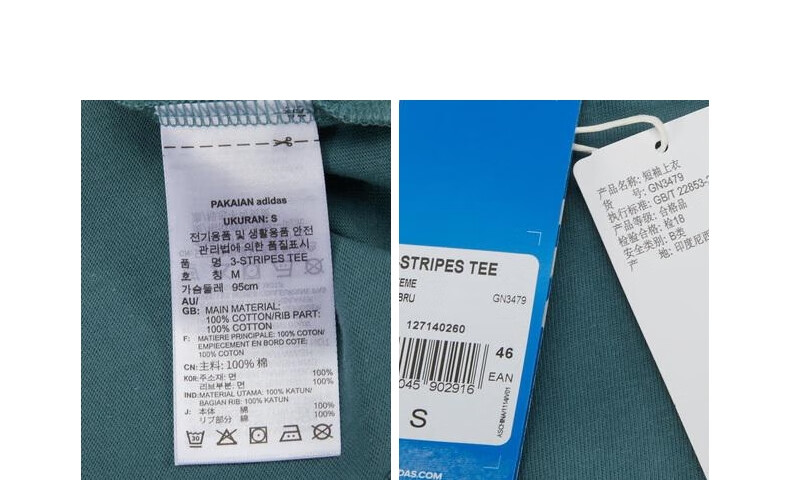 PAKAIAN adidas
UKURAN: S
전기용품 및 생활용품 안전
관리법에 의한 품질표시
品 명 3-STRIPES TEE
호 칭 M
가슴둘레 95cm
AU/
GB: MAIN MATERIAL:
100% COTTON/RIB PART:
100% COTTON
F: MATIERE PRINCIPALE: 100% COTON/
EMPIECEMENT EN BORD COTE:
100% COTON
CN: 主料: 100% 棉
KOR: 주소재: 면 100%
리브부분: 면 100%
IND: MATERIAL UTAMA: 100% KATUN/
BAGIAN RIB: 100% KATUN
J: 本体 綿 100%
リブ部分 綿 100%
30
-STRIPES TEE
EME
BRU GN3479
127140260
46
045 902916 EAN
S
DAS.COM
产品名称: 短袖上衣
货 号: GN3479
执行标准: GB/T 22853-
产品等级: 合格品
检验合格: 检18
安全类别: B类
产 地: 印度尼西